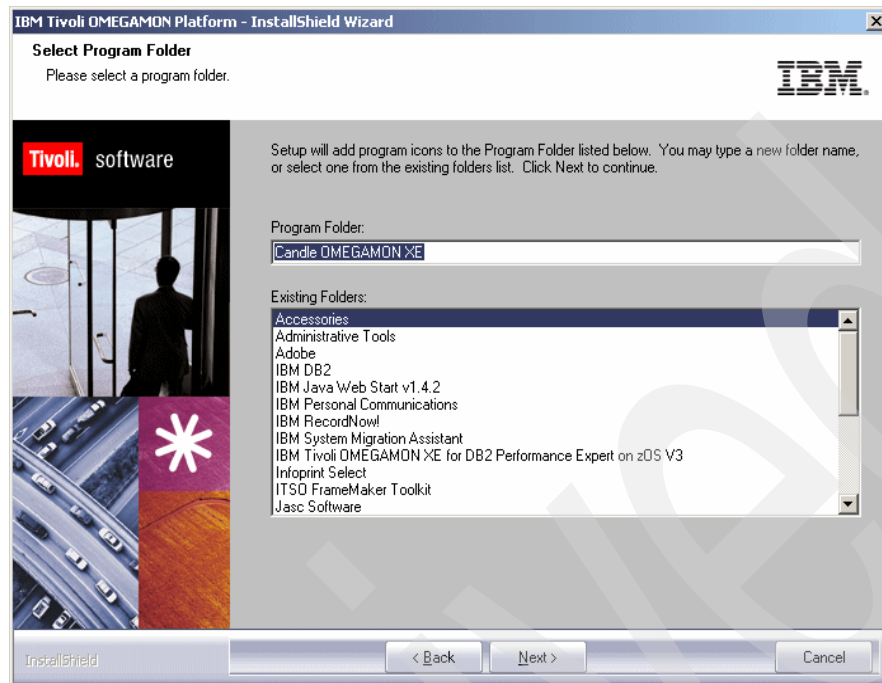 IBM Tivoli OMEGAMON Platform - InstallShield Wizard
Select Program Folder
Please select a program folder.
IBM.
Tivoli. software
Setup will add program icons to the Program Folder listed below. You may type a new folder name,
or select one from the existing folders list. Click Next to continue.
Program Folder:
Candle OMEGAMON XE
Existing Folders:
Accessories
Administrative Tools
Adobe
IBM DB2
IBM Java Web Start v1.4.2
IBM Personal Communications
IBM RecordNow!
IBM System Migration Assistant
IBM Tivoli OMEGAMON XE for DB2 Performance Expert on zOS V3
Infoprint Select
ITSO FrameMaker Toolkit
Jasc Software
InstallShield
< Back
Next >
Cancel